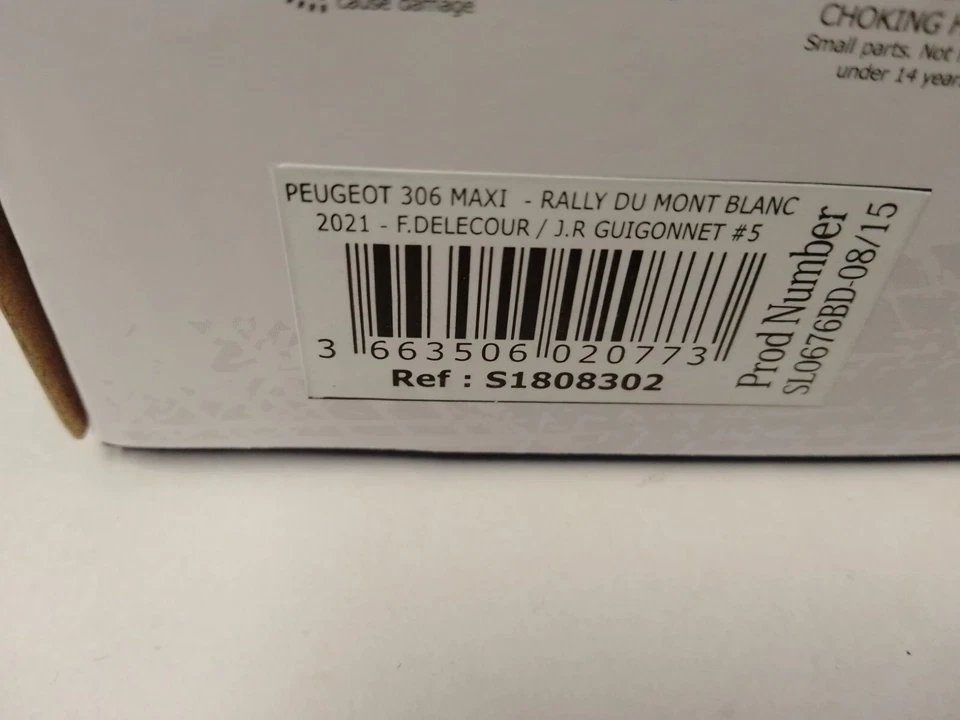 cause damage
CHOKING
Small parts. Not
under 14 year
PEUGEOT 306 MAXI - RALLY DU MONT BLANC
2021 - F.DELECOUR / J.R GUIGONNET #5
3 663506 020773
Ref : S1808302
Prod Number
SL0676BD-08/15